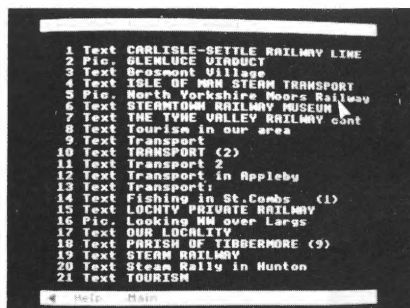 1 Text CARLISLE-SETTLE RAILWAY LINE
2 Pic. GLENLUCE VIADUCT
3 Text Brosmont Village
4 Text ISLE OF MAN STEAM TRANSPORT
5 Pic North Yorkshire Moors Railway
6 Text STEAMTOWN RAILWAY MUSEUM
7 Text THE TYNE VALLEY RAILWAY cont
8 Text Tourism in our area
9 Text Transport
10 Text TRANSPORT (2)
11 Text Transport 2
12 Text Transport in Appleby
13 Text Transport:
14 Text Fishing in St.Combs (1)
15 Text LOCHTY PRIVATE RAILWAY
16 Pic. Looking NW over Largs
17 Text OUR LOCALITY
18 Text PARISH OF TIBBERMORE (9)
19 Text STEAM RAILWAY
20 Text Steam Rally in Hunton
21 Text TOURISM
Help Main